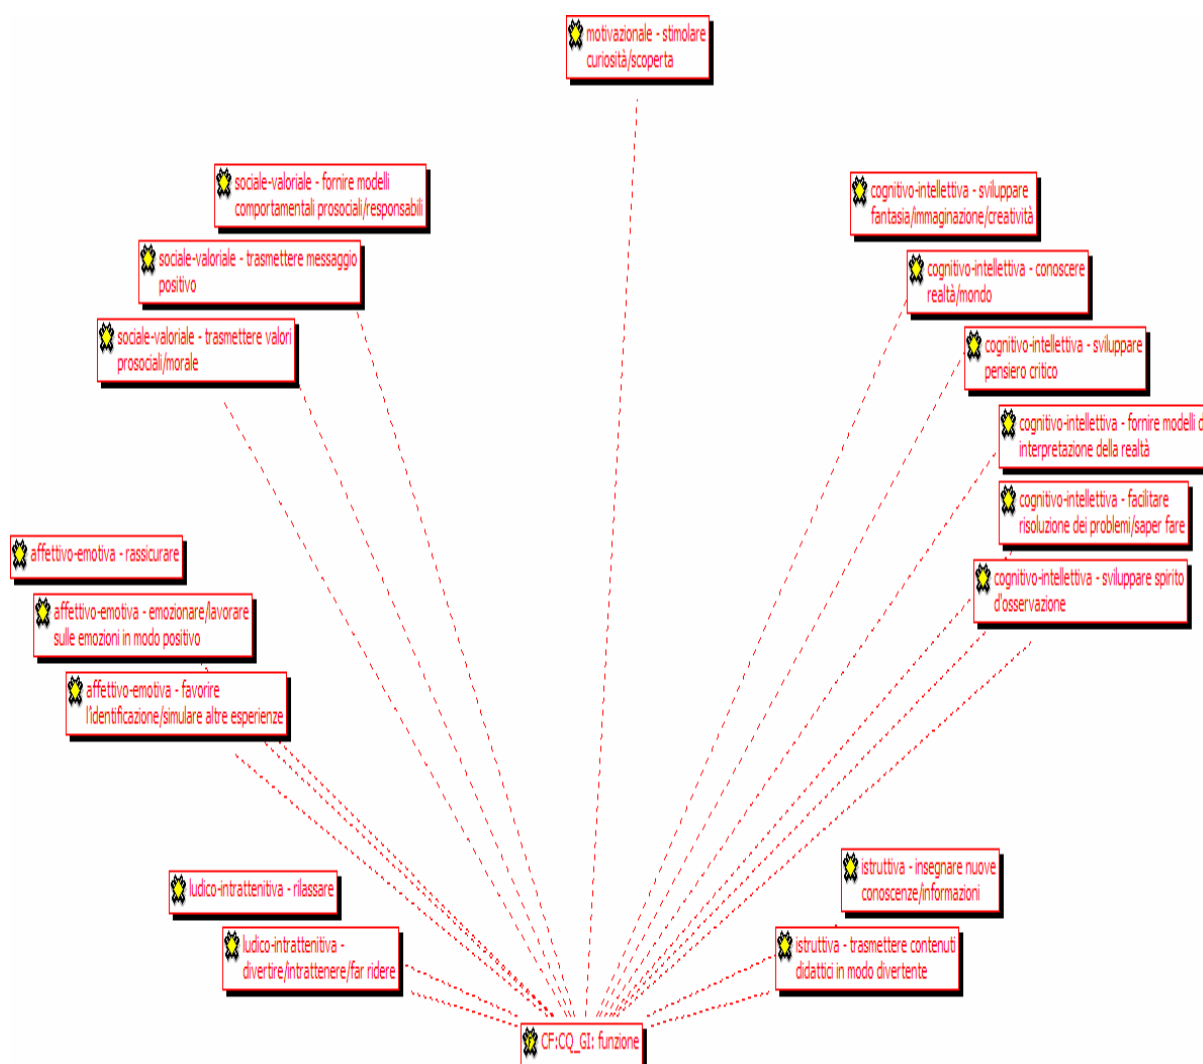 motivazionale - stimolare
curiosità/scoperta
sociale-valoriale - fornire modelli
comportamentali prosociali/responsabili
cognitivo-intellettiva - sviluppare
fantasia/immaginazione/creatività
sociale-valoriale - trasmettere messaggio
positivo
cognitivo-intellettiva - conoscere
realtà/mondo
sociale-valoriale - trasmettere valori
prosociali/morale
cognitivo-intellettiva - sviluppare
pensiero critico
cognitivo-intellettiva - fornire modelli d
interpretazione della realtà
cognitivo-intellettiva - facilitare
risoluzione dei problemi/saper fare
affettivo-emotiva - rassicurare
cognitivo-intellettiva - sviluppare spirito
d'osservazione
affettivo-emotiva - emozionare/lavorare
sulle emozioni in modo positivo
affettivo-emotiva - favorire
l'identificazione/simulare altre esperienze
istruttiva - insegnare nuove
conoscenze/informazioni
ludico-intrattenitiva - rilassare
ludico-intrattenitiva -
divertire/intrattenere/far ridere
istruttiva - trasmettere contenuti
didattici in modo divertente
CF:CQ_GI: funzione